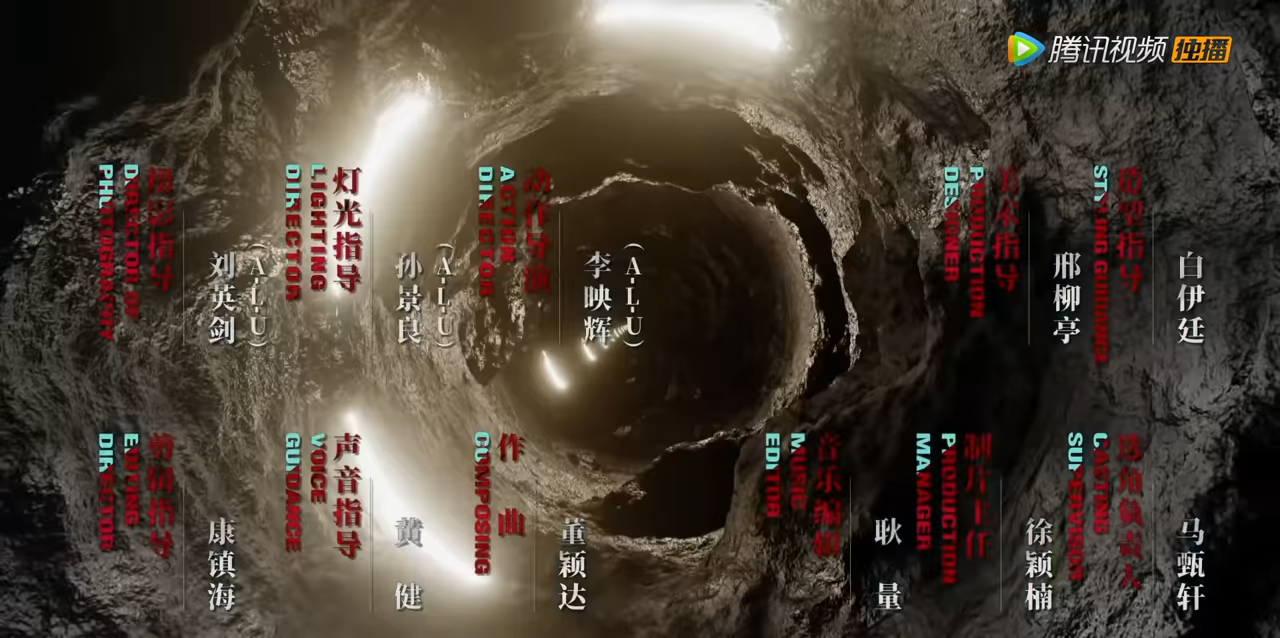 腾讯视频 独播
摄影指导
DIRECTOR OF
PHOTOGRAPHY
刘英剑
(A-L-U)
灯光指导
LIGHTING
DIRECTOR
孙景良
(A-L-U)
动作导演
ACTION
DIRECTOR
李映辉
(A-L-U)
美术指导
PRODUCTION
DESIGNER
邢柳亭
造型指导
STYLING GUIDANCE
白伊廷
剪辑指导
EDITING
DIRECTOR
康镇海
声音指导
VOICE
GUIDANCE
黄健
作曲
COMPOSING
董颖达
音乐编辑
MUSIC
EDITOR
耿量
制片主任
PRODUCTION
MANAGER
徐颖楠
选角负责人
CASTING
SUPERVISOR
马甄轩